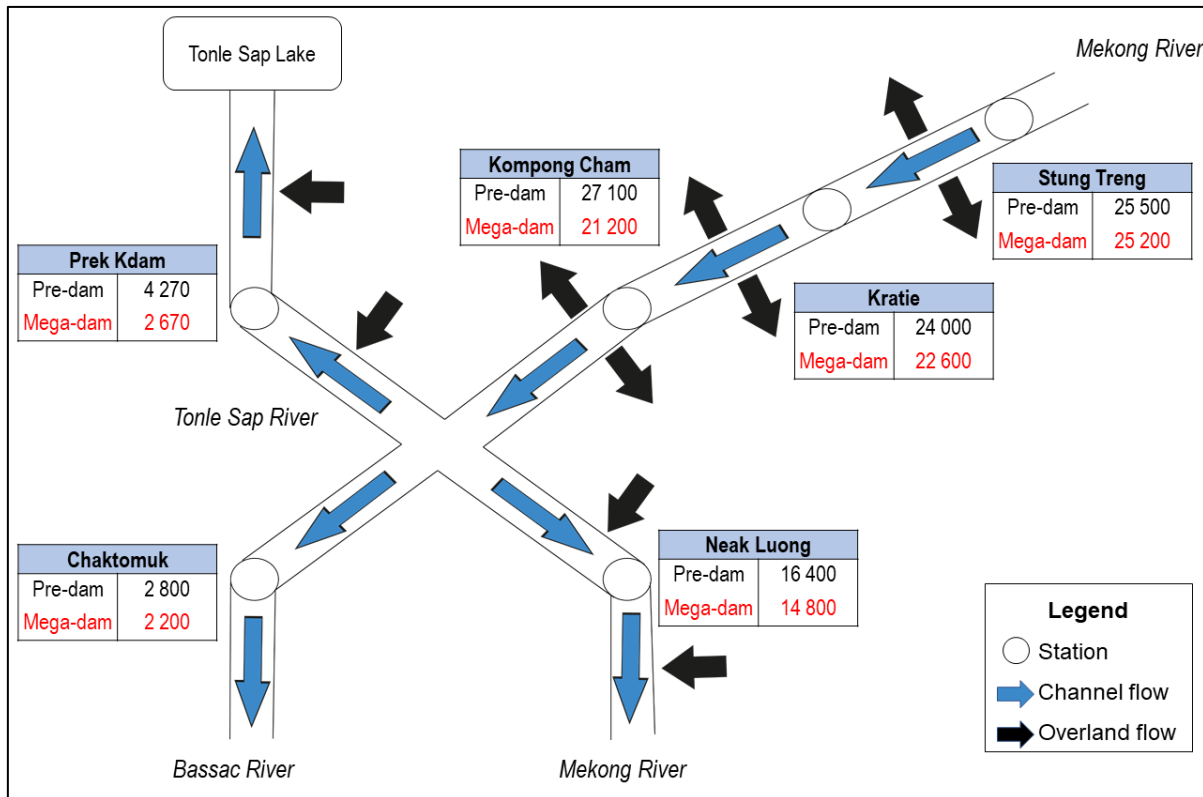 Tonle Sap Lake
Mekong River
Kompong Cham
Pre-dam 27 100
Mega-dam 21 200
Stung Treng
Pre-dam 25 500
Mega-dam 25 200
Prek Kdam
Pre-dam 4 270
Mega-dam 2 670
Kratie
Pre-dam 24 000
Mega-dam 22 600
Tonle Sap River
Chaktomuk
Pre-dam 2 800
Mega-dam 2 200
Neak Luong
Pre-dam 16 400
Mega-dam 14 800
Legend
Station
Channel flow
Overland flow
Bassac River
Mekong River